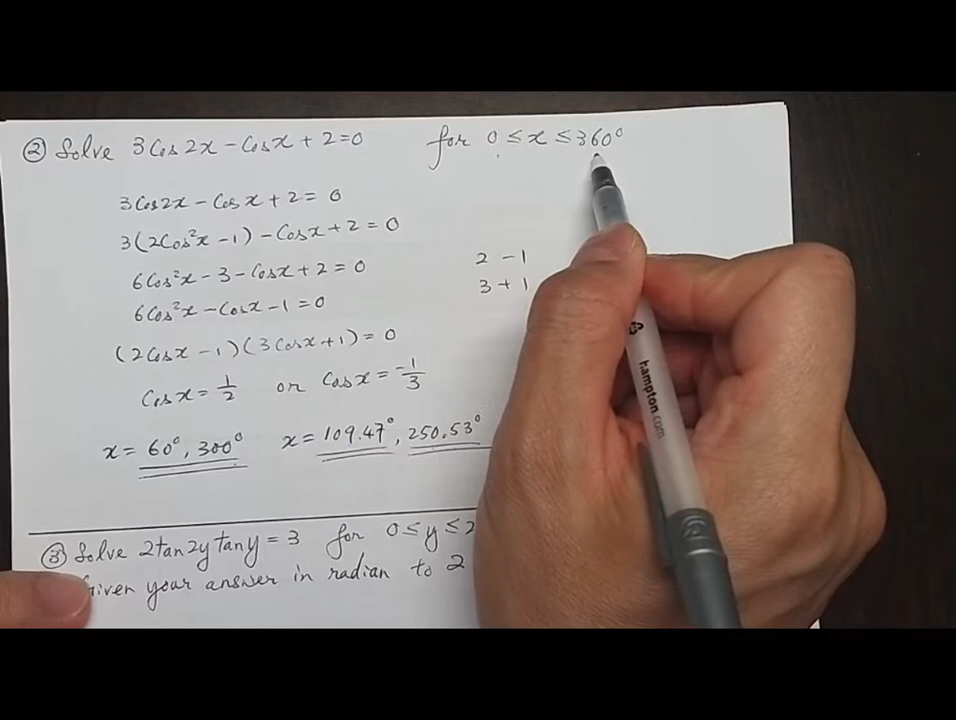 ② Solve 3Cos2x - Cosx + 2 = 0 for 0 ≤ x ≤ 360°
3Cos2x - Cosx + 2 = 0
3(2Cos²x - 1) - Cosx + 2 = 0
6Cos²x - 3 - Cosx + 2 = 0
6Cos²x - Cosx - 1 = 0
2 - 1
3 + 1
(2Cosx - 1)(3Cosx + 1) = 0
Cosx = 1/2 or Cosx = -1/3
x = 60°, 300° x = 109.47°, 250.53°
③ Solve 2tan2y tany = 3 for 0 ≤ y ≤ 2
Given your answer in radian to 2
hampton.com